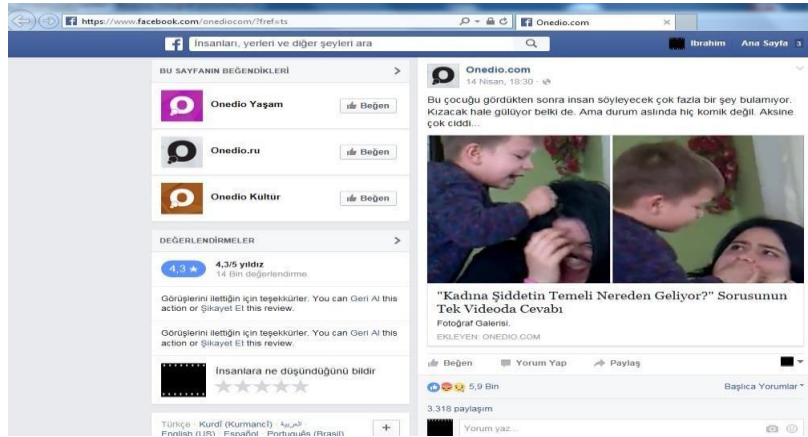 https://www.facebook.com/onediocom/?fref=ts
Onedio.com
İnsanları, yerleri ve diğer şeyleri ara
Ibrahim Ana Sayfa 3
BU SAYFANIN BEĞENDİKLERİ
Onedio Yaşam
Beğen
Onedio.ru
Beğen
Onedio Kültür
Beğen
DEĞERLENDİRMELER
4,3
4,3/5 yıldız
14 Bin değerlendirme
Görüşlerini ilettiğin için teşekkürler. You can Geri Al this
action or Şikayet Et this review.
Görüşlerini ilettiğin için teşekkürler. You can Geri Al this
action or Şikayet Et this review.
İnsanlara ne düşündüğünü bildir
Türkçe · Kurdî (Kurmancî) · العربية ·
English (US) · Español · Português (Brasil)
Onedio.com
14 Nisan, 18:30 ·
Bu çocuğu gördükten sonra insan söyleyecek çok fazla bir şey bulamıyor.
Kızacak hale gülüyor belki de. Ama durum aslında hiç komik değil. Aksine
çok ciddi...
"Kadına Şiddetin Temeli Nereden Geliyor?" Sorusunun
Tek Videoda Cevabı
Fotoğraf Galerisi.
EKLEYEN: ONEDIO.COM
Beğen Yorum Yap Paylaş
5,9 Bin
Başlıca Yorumlar
3.318 paylaşım
Yorum yaz...